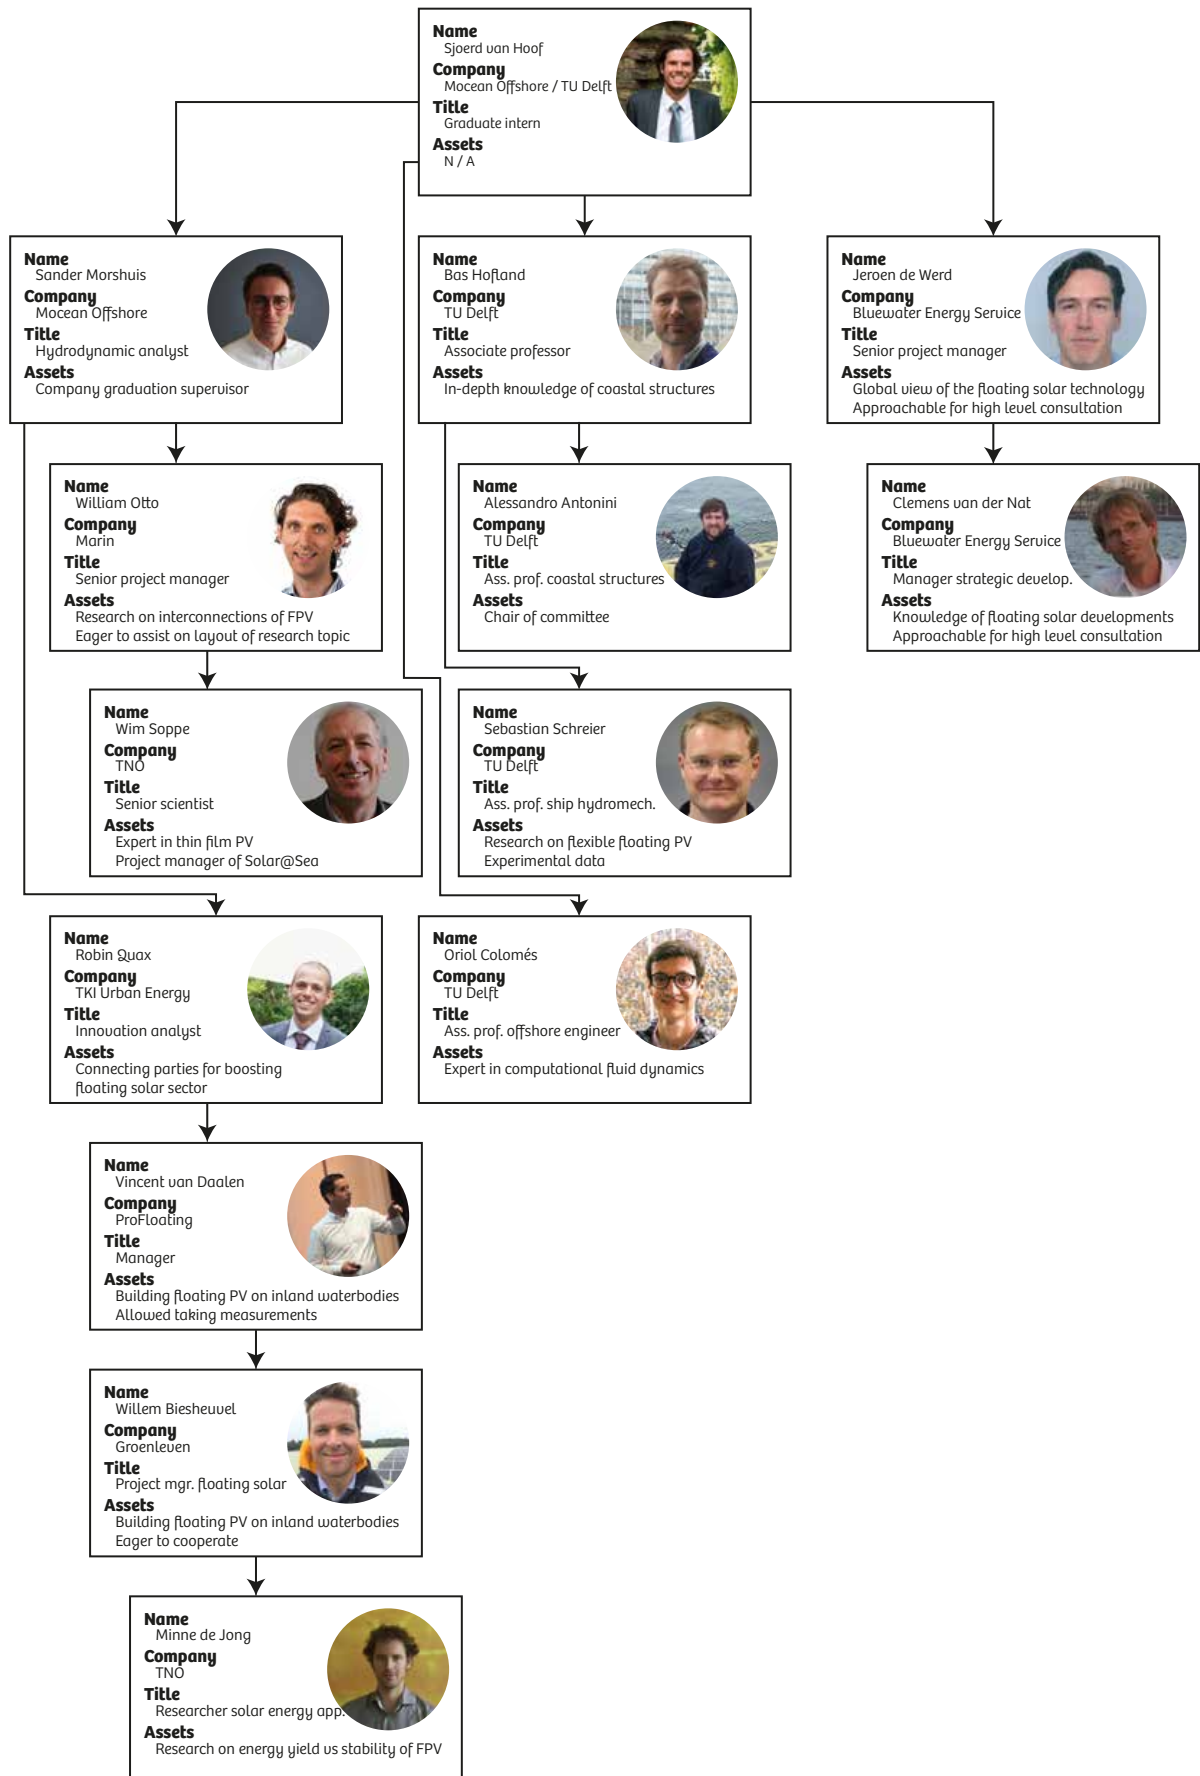 Name
Sjoerd van Hoof
Company
Mocean Offshore / TU Delft
Title
Graduate intern
Assets
N / A
Name
Sander Morshuis
Company
Mocean Offshore
Title
Hydrodynamic analyst
Assets
Company graduation supervisor
Name
Bas Hofland
Company
TU Delft
Title
Associate professor
Assets
In-depth knowledge of coastal structures
Name
Jeroen de Werd
Company
Bluewater Energy Service
Title
Senior project manager
Assets
Global view of the floating solar technology
Approachable for high level consultation
Name
William Otto
Company
Marin
Title
Senior project manager
Assets
Research on interconnections of FPV
Eager to assist on layout of research topic
Name
Alessandro Antonini
Company
TU Delft
Title
Ass. prof. coastal structures
Assets
Chair of committee
Name
Clemens van der Nat
Company
Bluewater Energy Service
Title
Manager strategic develop.
Assets
Knowledge of floating solar developments
Approachable for high level consultation
Name
Wim Soppe
Company
TNO
Title
Senior scientist
Assets
Expert in thin film PV
Project manager of Solar@Sea
Name
Sebastian Schreier
Company
TU Delft
Title
Ass. prof. ship hydromech.
Assets
Research on flexible floating PV
Experimental data
Name
Robin Quax
Company
TKI Urban Energy
Title
Innovation analyst
Assets
Connecting parties for boosting
floating solar sector
Name
Oriol Colomés
Company
TU Delft
Title
Ass. prof. offshore engineer
Assets
Expert in computational fluid dynamics
Name
Vincent van Daalen
Company
ProFloating
Title
Manager
Assets
Building floating PV on inland waterbodies
Allowed taking measurements
Name
Willem Biesheuvel
Company
Groenleven
Title
Project mgr. floating solar
Assets
Building floating PV on inland waterbodies
Eager to cooperate
Name
Minne de Jong
Company
TNO
Title
Researcher solar energy app.
Assets
Research on energy yield vs stability of FPV